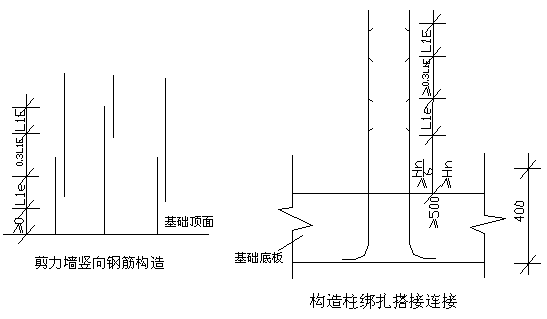 L1E
0.3L1E
L1e
≥0
基础顶面
剪力墙竖向钢筋构造
L1E
≥0.3L1E
L1e
≥Hn/6
≥Hn
≥500
400
基础底板
构造柱绑扎搭接连接